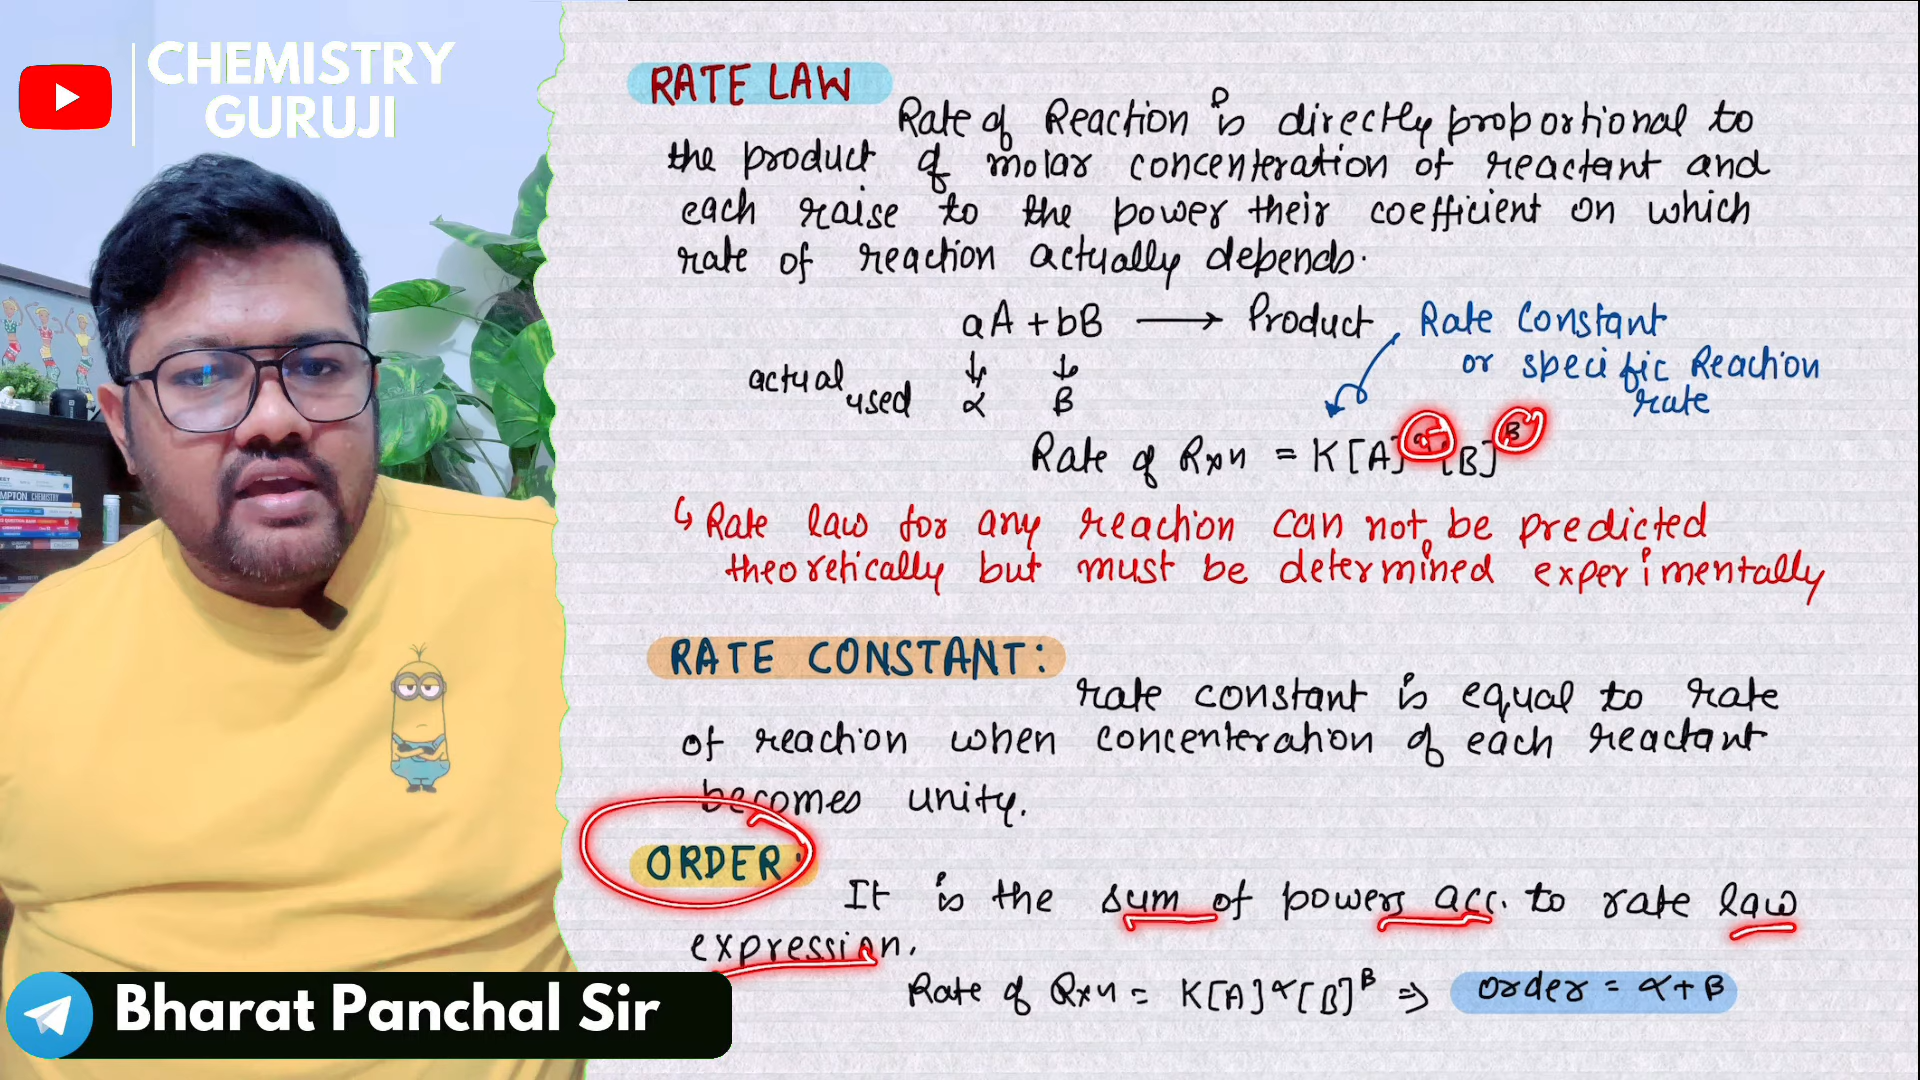 CHEMISTRY
GURUJI
RATE LAW
Rate of Reaction is directly proportional to
the product of molar concenteration of reactant and
each raise to the power their coefficient on which
rate of reaction actually depends.
aA + bB ⟶ Product
Rate Constant
or specific Reaction
rate
actual used
↓ ↓
α β
Rate of Rxn = K[A]^α [B]^β
↳ Rate law for any reaction can not be predicted
theoretically but must be determined experimentally
RATE CONSTANT:
rate constant is equal to rate
of reaction when concenteration of each reactant
becomes unity.
ORDER:
It is the sum of powers acc. to rate law
expression.
Rate of Rxn = K[A]^α [B]^β ⇒ order = α+β
Bharat Panchal Sir